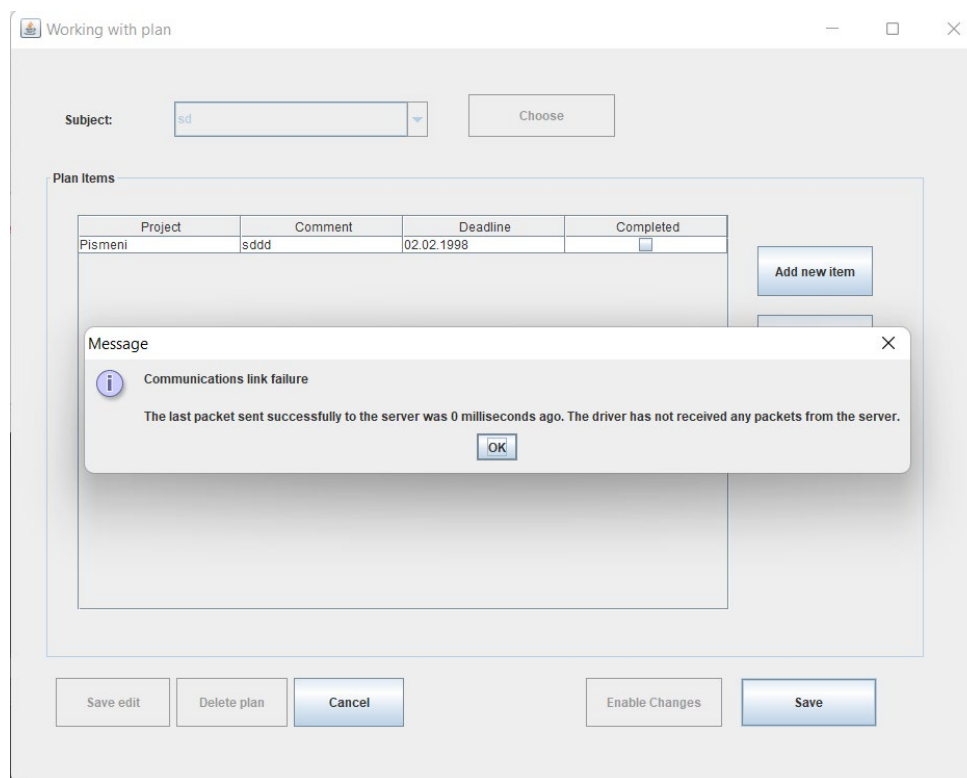 Working with plan
Subject:
sd
Choose
Plan Items
Project Comment Deadline Completed
Pismeni sddd 02.02.1998
Add new item
Message
Communications link failure
The last packet sent successfully to the server was 0 milliseconds ago. The driver has not received any packets from the server.
OK
Save edit Delete plan Cancel Enable Changes Save